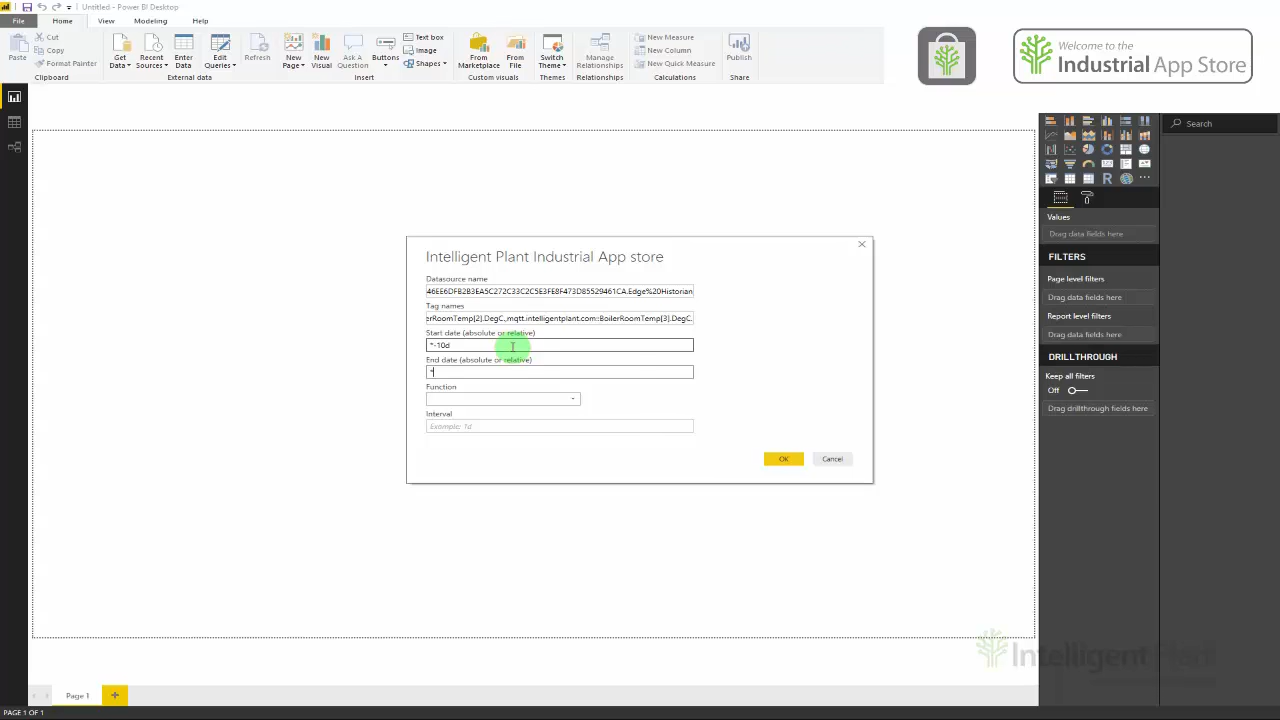 Untitled - Power BI Desktop
File Home View Modeling Help
Paste
Cut
Copy
Format Painter
Get Data
Recent Sources
Enter Data
Edit Queries
Refresh
New Page
New Visual
Ask A Question
Buttons
Text box
Image
Shapes
From Marketplace
From File
Switch Theme
Manage Relationships
New Measure
New Column
New Quick Measure
Publish
Clipboard
External data
Insert
Custom visuals
Themes
Relationships
Calculations
Share
Welcome to the
Industrial App Store
Search
Values
Drag data fields here
FILTERS
Page level filters
Drag data fields here
Report level filters
Drag data fields here
DRILLTHROUGH
Keep all filters
Off
Drag drillthrough fields here
Intelligent Plant Industrial App store
Datasource name
46EE6DFB2B3EA5C272C33C2C5E3FE8F473D85529461CA.Edge%20Historian
Tag names
erRoomTemp[2].DegC,mqtt.intelligentplant.com::BoilerRoomTemp[3].DegC,
Start date (absolute or relative)
*-10d
End date (absolute or relative)
*
Function
Interval
Example: 1d
OK
Cancel
Intelligent Plant
Page 1
PAGE 1 OF 1